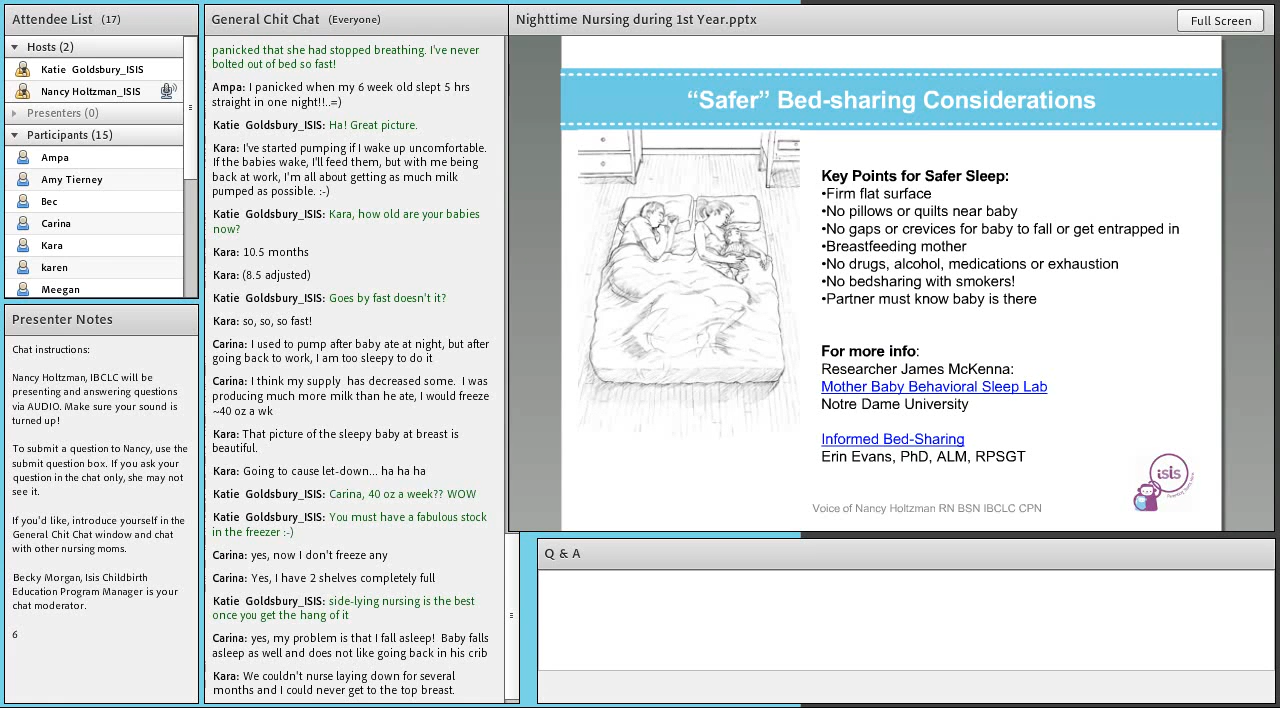 Attendee List (17)
Hosts (2)
Katie Goldsbury_ISIS
Nancy Holtzman_ISIS
Presenters (0)
Participants (15)
Ampa
Amy Tierney
Bec
Carina
Kara
karen
Meegan
Presenter Notes
Chat instructions:
Nancy Holtzman, IBCLC will be
presenting and answering questions
via AUDIO. Make sure your sound is
turned up!
To submit a question to Nancy, use the
submit question box. If you ask your
question in the chat only, she may not
see it.
If you'd like, introduce yourself in the
General Chit Chat window and chat
with other nursing moms.
Becky Morgan, Isis Childbirth
Education Program Manager is your
chat moderator.
6
General Chit Chat (Everyone)
panicked that she had stopped breathing. I've never
bolted out of bed so fast!
Ampa: I panicked when my 6 week old slept 5 hrs
straight in one night!!..=)
Katie Goldsbury_ISIS: Ha! Great picture.
Kara: I've started pumping if I wake up uncomfortable.
If the babies wake, I'll feed them, but with me being
back at work, I'm all about getting as much milk
pumped as possible. :-)
Katie Goldsbury_ISIS: Kara, how old are your babies
now?
Kara: 10.5 months
Kara: (8.5 adjusted)
Katie Goldsbury_ISIS: Goes by fast doesn't it?
Kara: so, so, so fast!
Carina: I used to pump after baby ate at night, but after
going back to work, I am too sleepy to do it
Carina: I think my supply has decreased some. I was
producing much more milk than he ate, I would freeze
~40 oz a wk
Kara: That picture of the sleepy baby at breast is
beautiful.
Kara: Going to cause let-down... ha ha ha
Katie Goldsbury_ISIS: Carina, 40 oz a week?? WOW
Katie Goldsbury_ISIS: You must have a fabulous stock
in the freezer :-)
Carina: yes, now I don't freeze any
Carina: Yes, I have 2 shelves completely full
Katie Goldsbury_ISIS: side-lying nursing is the best
once you get the hang of it
Carina: yes, my problem is that I fall asleep! Baby falls
asleep as well and does not like going back in his crib
Kara: We couldn't nurse laying down for several
months and I could never get to the top breast.
Nighttime Nursing during 1st Year.pptx
Full Screen
“Safer” Bed-sharing Considerations
Key Points for Safer Sleep:
•Firm flat surface
•No pillows or quilts near baby
•No gaps or crevices for baby to fall or get entrapped in
•Breastfeeding mother
•No drugs, alcohol, medications or exhaustion
•No bedsharing with smokers!
•Partner must know baby is there
For more info:
Researcher James McKenna:
Mother Baby Behavioral Sleep Lab
Notre Dame University
Informed Bed-Sharing
Erin Evans, PhD, ALM, RPSGT
isis
Voice of Nancy Holtzman RN BSN IBCLC CPN
Q & A